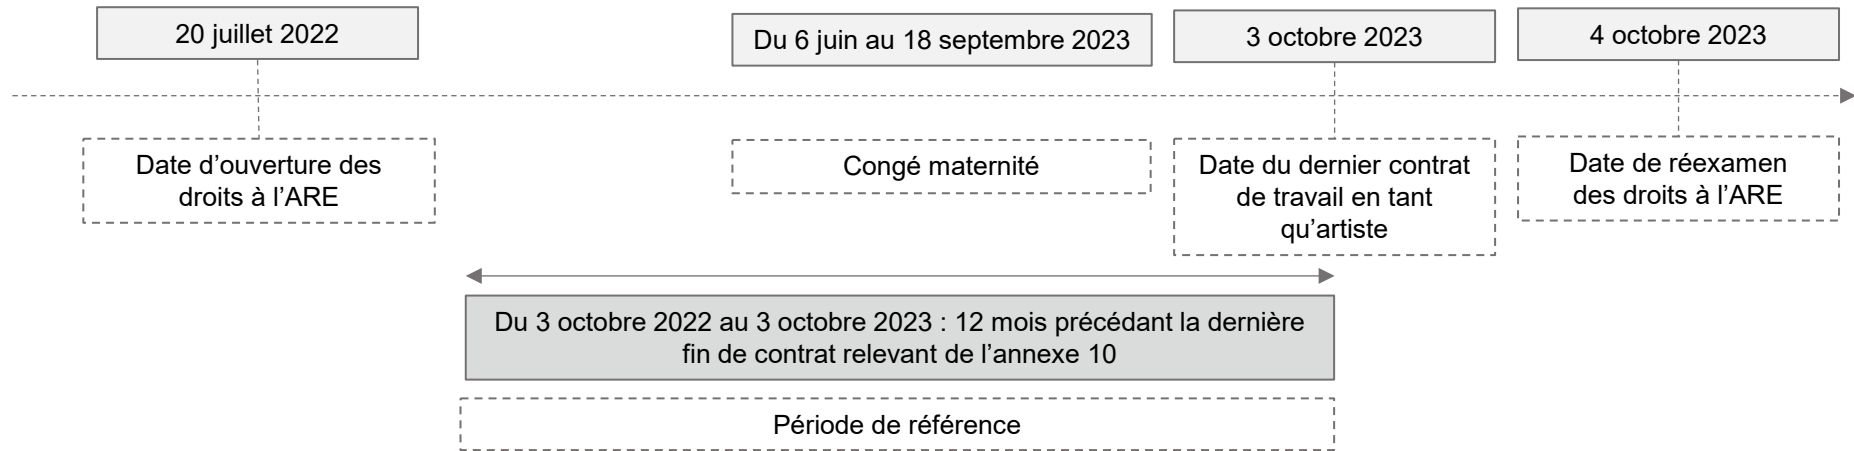 20 juillet 2022
Du 6 juin au 18 septembre 2023
3 octobre 2023
4 octobre 2023
Date d’ouverture des
droits à l’ARE
Congé maternité
Date du dernier contrat
de travail en tant
qu’artiste
Date de réexamen
des droits à l’ARE
Du 3 octobre 2022 au 3 octobre 2023 : 12 mois précédant la dernière
fin de contrat relevant de l’annexe 10
Période de référence